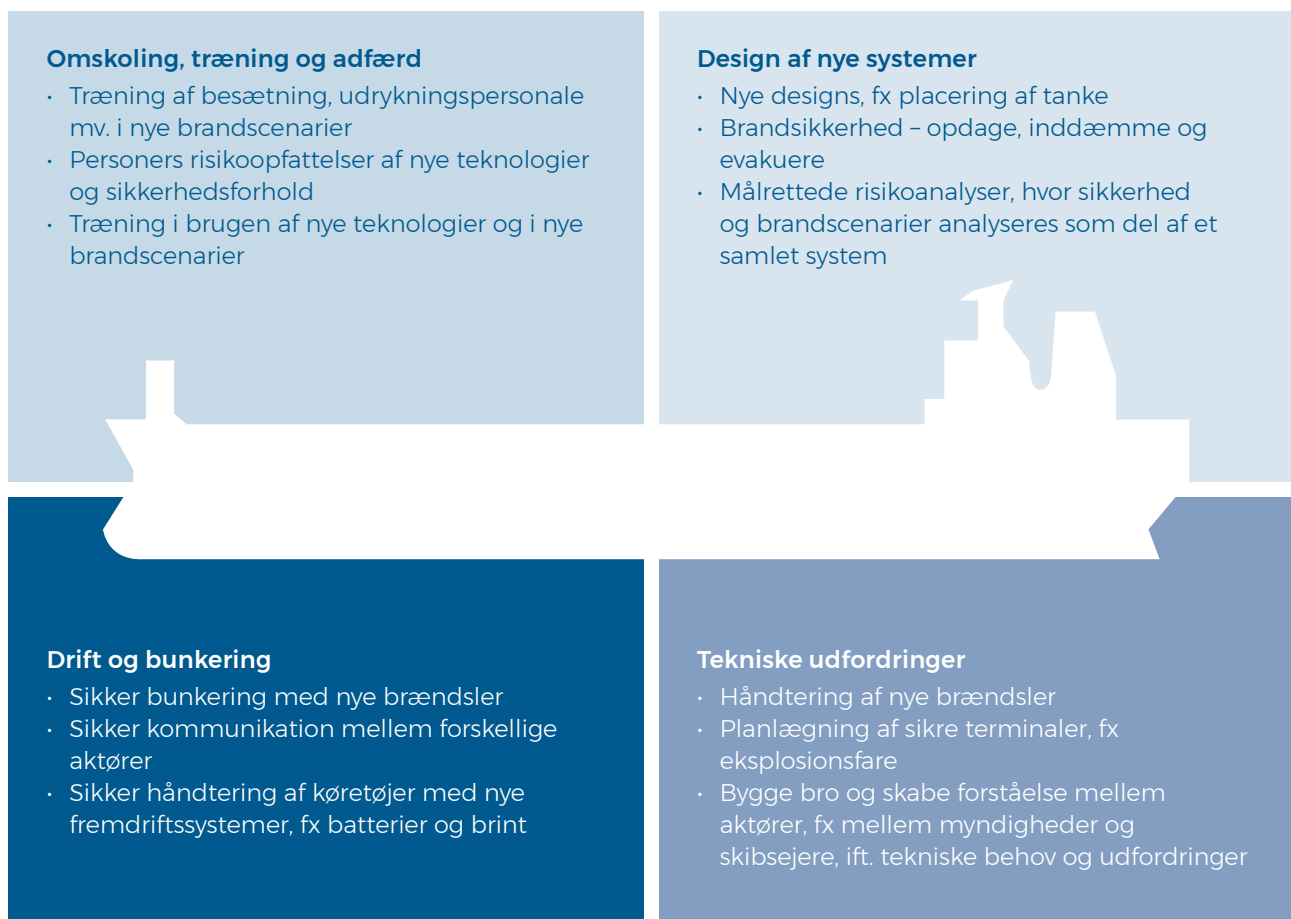 Omskoling, træning og adfærd
· Træning af besætning, udrykningspersonale
mv. i nye brandscenarier
· Personers risikoopfattelser af nye teknologier
og sikkerhedsforhold
· Træning i brugen af nye teknologier og i nye
brandscenarier
Design af nye systemer
· Nye designs, fx placering af tanke
· Brandsikkerhed – opdage, inddæmme og
evakuere
· Målrettede risikoanalyser, hvor sikkerhed
og brandscenarier analyseres som del af et
samlet system
Drift og bunkering
· Sikker bunkering med nye brændsler
· Sikker kommunikation mellem forskellige
aktører
· Sikker håndtering af køretøjer med nye
fremdriftssystemer, fx batterier og brint
Tekniske udfordringer
· Håndtering af nye brændsler
· Planlægning af sikre terminaler, fx
eksplosionsfare
· Bygge bro og skabe forståelse mellem
aktører, fx mellem myndigheder og
skibsejere, ift. tekniske behov og udfordringer